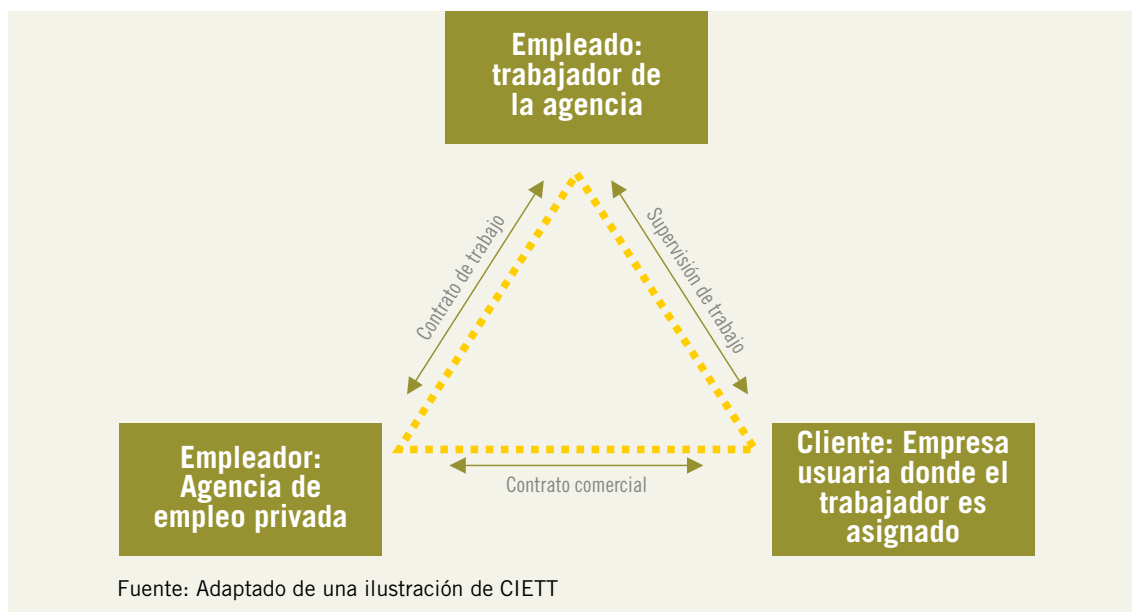 Empleado:
trabajador de
la agencia
Contrato de trabajo
Supervisión de trabajo
Empleador:
Agencia de
empleo privada
Contrato comercial
Cliente: Empresa
usuaria donde el
trabajador es
asignado
Fuente: Adaptado de una ilustración de CIETT